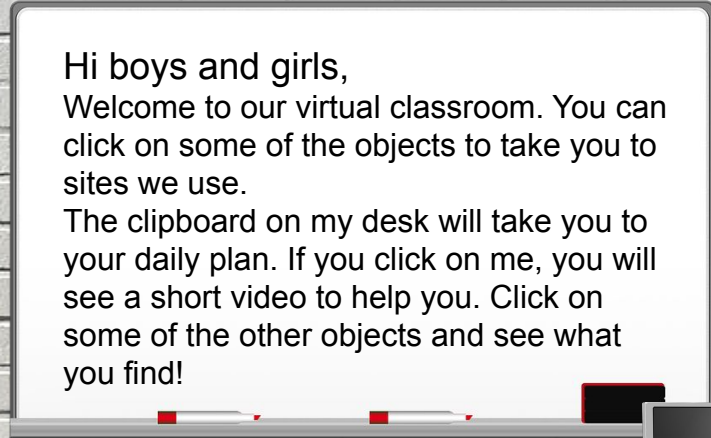 Hi boys and girls,
Welcome to our virtual classroom. You can
click on some of the objects to take you to
sites we use.
The clipboard on my desk will take you to
your daily plan. If you click on me, you will
see a short video to help you. Click on
some of the other objects and see what
you find!